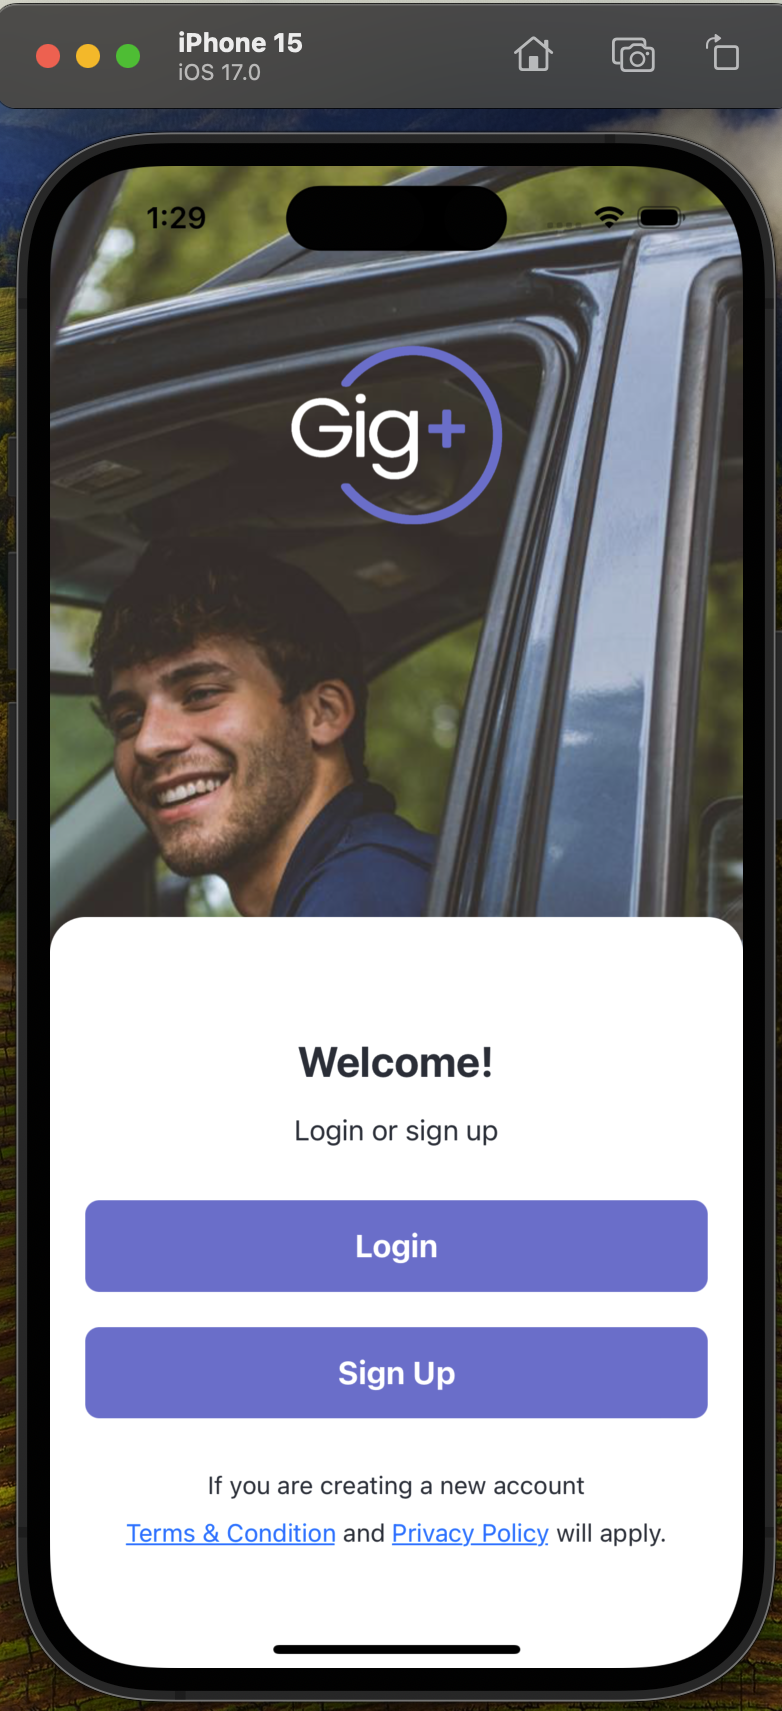 iPhone 15
iOS 17.0
1:29
Gig+
Welcome!
Login or sign up
Login
Sign Up
If you are creating a new account
Terms & Condition and Privacy Policy will apply.